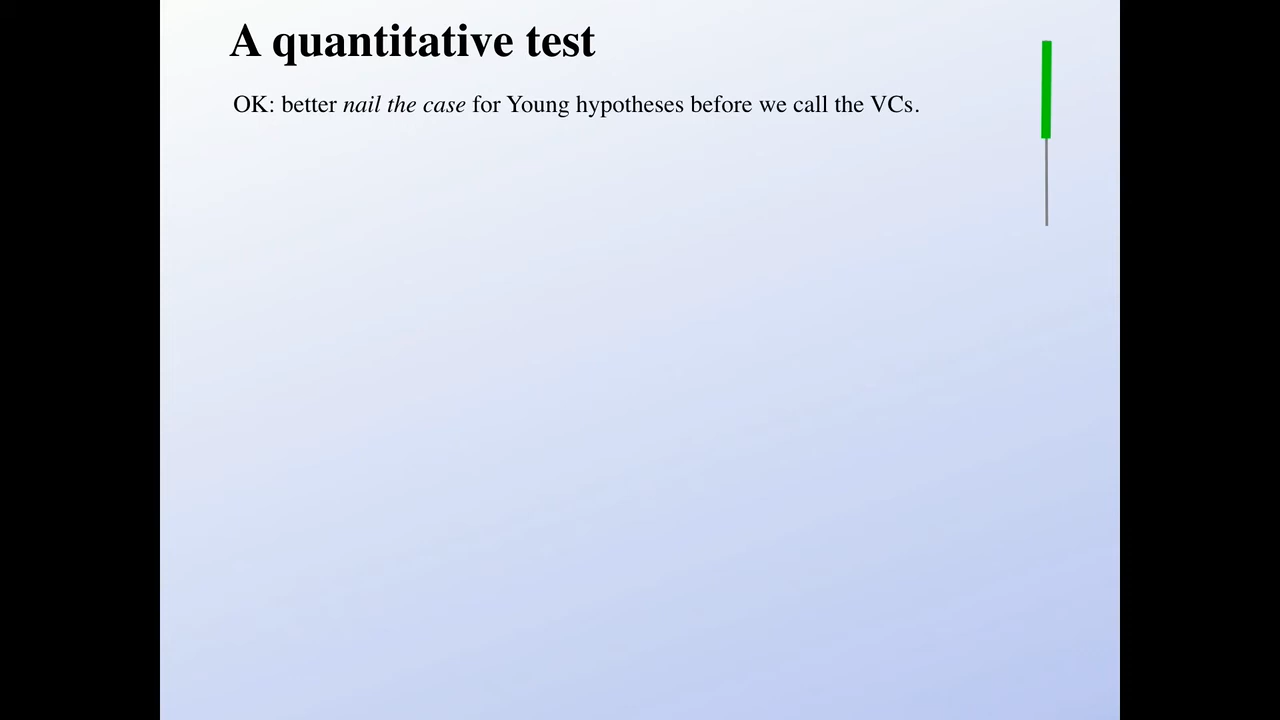 A quantitative test
OK: better nail the case for Young hypotheses before we call the VCs.